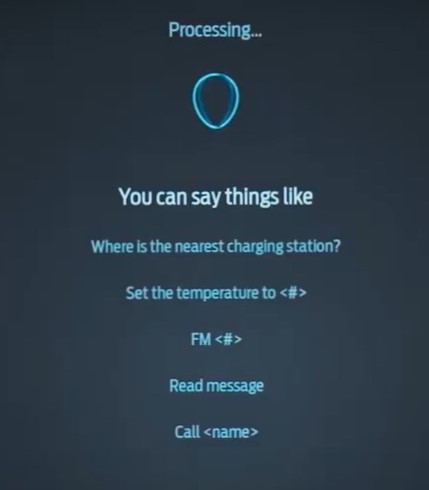 Processing...
You can say things like
Where is the nearest charging station?
Set the temperature to <#>
FM <#>
Read message
Call <name>